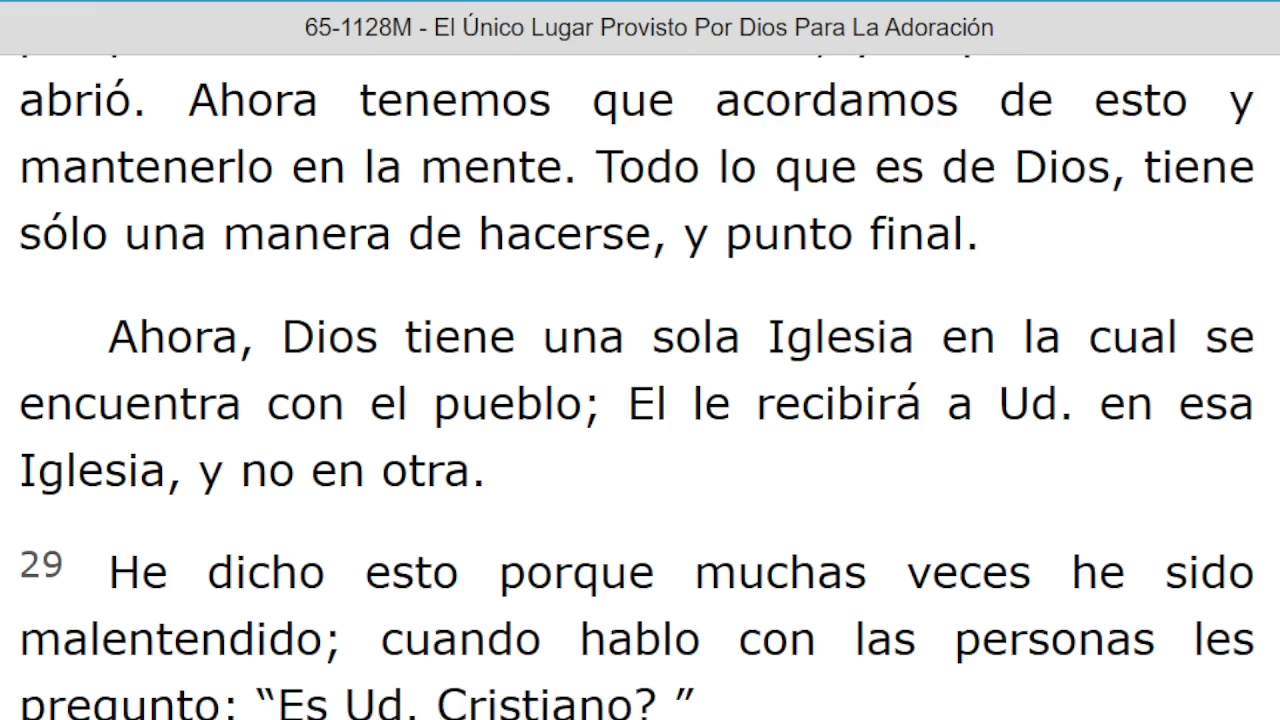 65-1128M - El Único Lugar Provisto Por Dios Para La Adoración
abrió. Ahora tenemos que acordamos de esto y
mantenerlo en la mente. Todo lo que es de Dios, tiene
sólo una manera de hacerse, y punto final.
Ahora, Dios tiene una sola Iglesia en la cual se
encuentra con el pueblo; El le recibirá a Ud. en esa
Iglesia, y no en otra.
29 He dicho esto porque muchas veces he sido
malentendido; cuando hablo con las personas les
pregunto: “Es Ud. Cristiano? ”